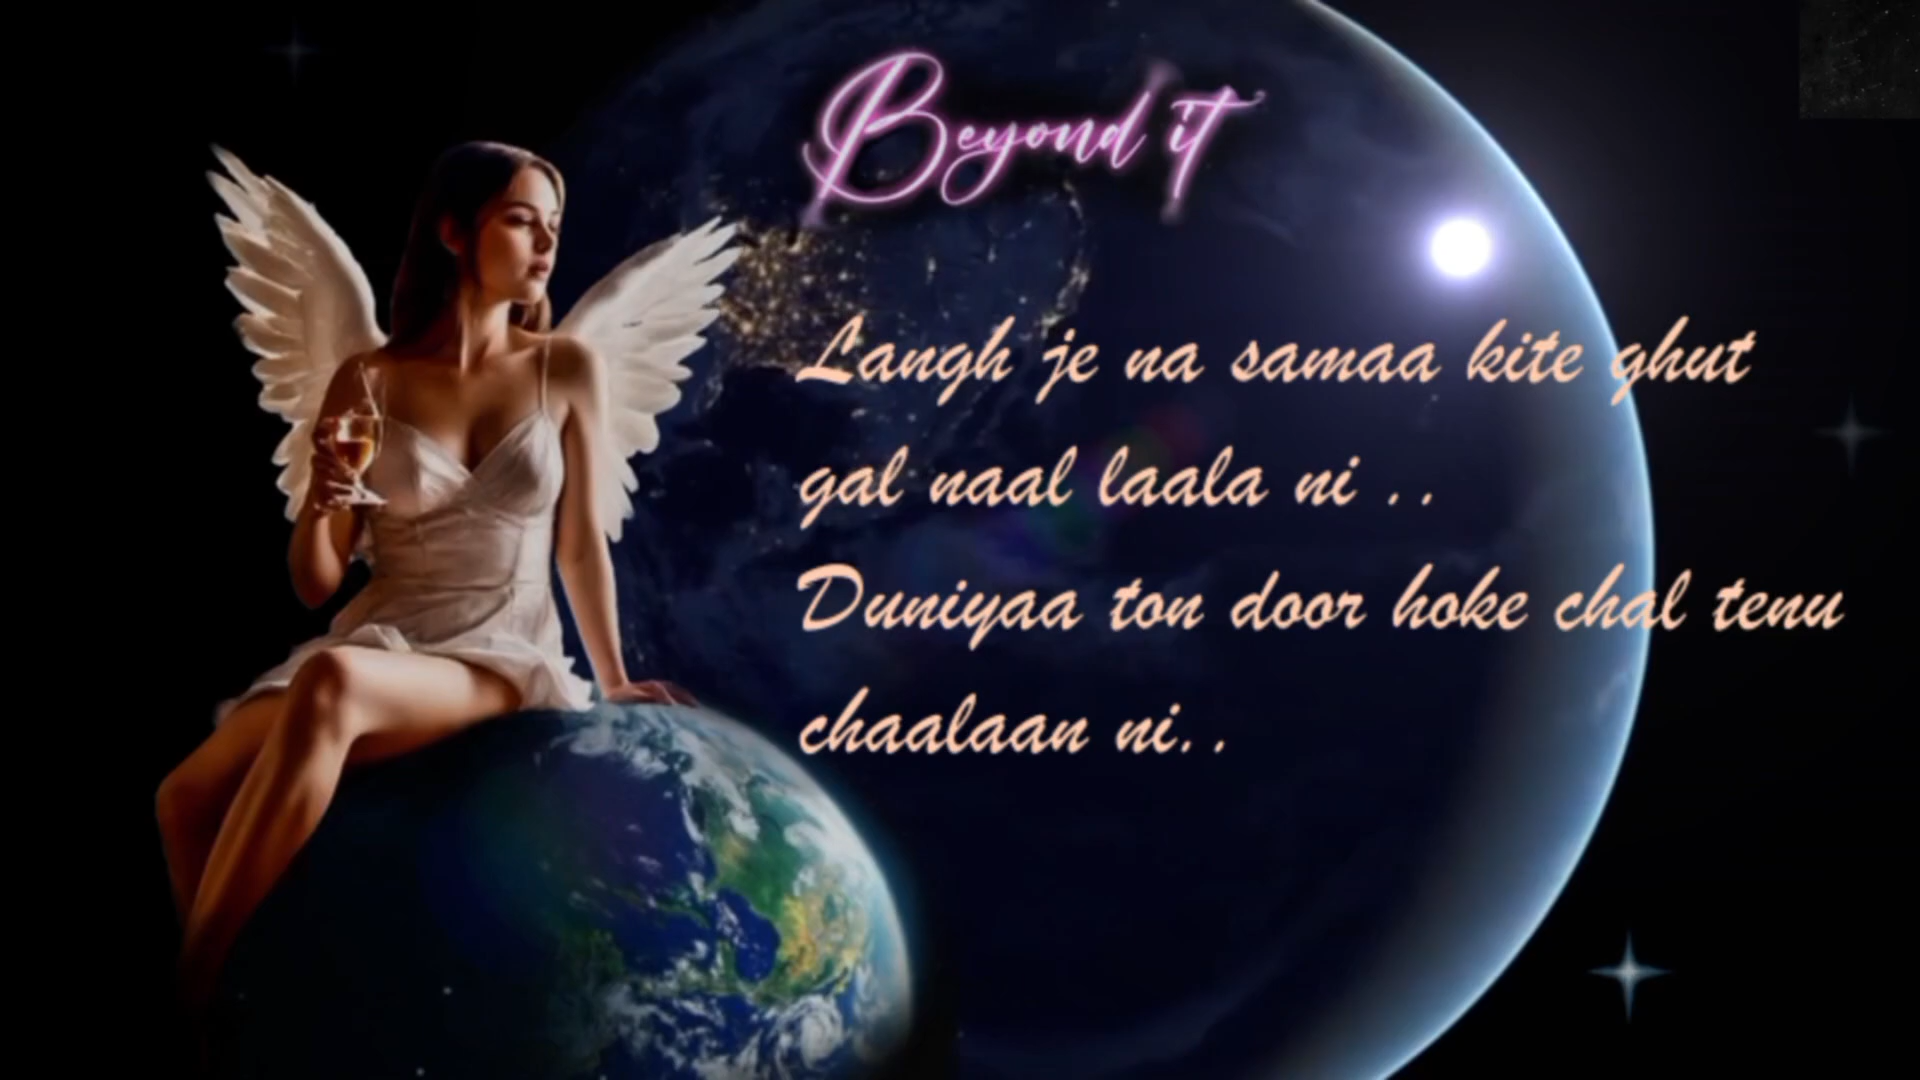 Beyond it
Langh je na samaa kite ghut
gal naal laala ni . .
Duniyaa ton door hoke chal tenu
chaalaan ni. .